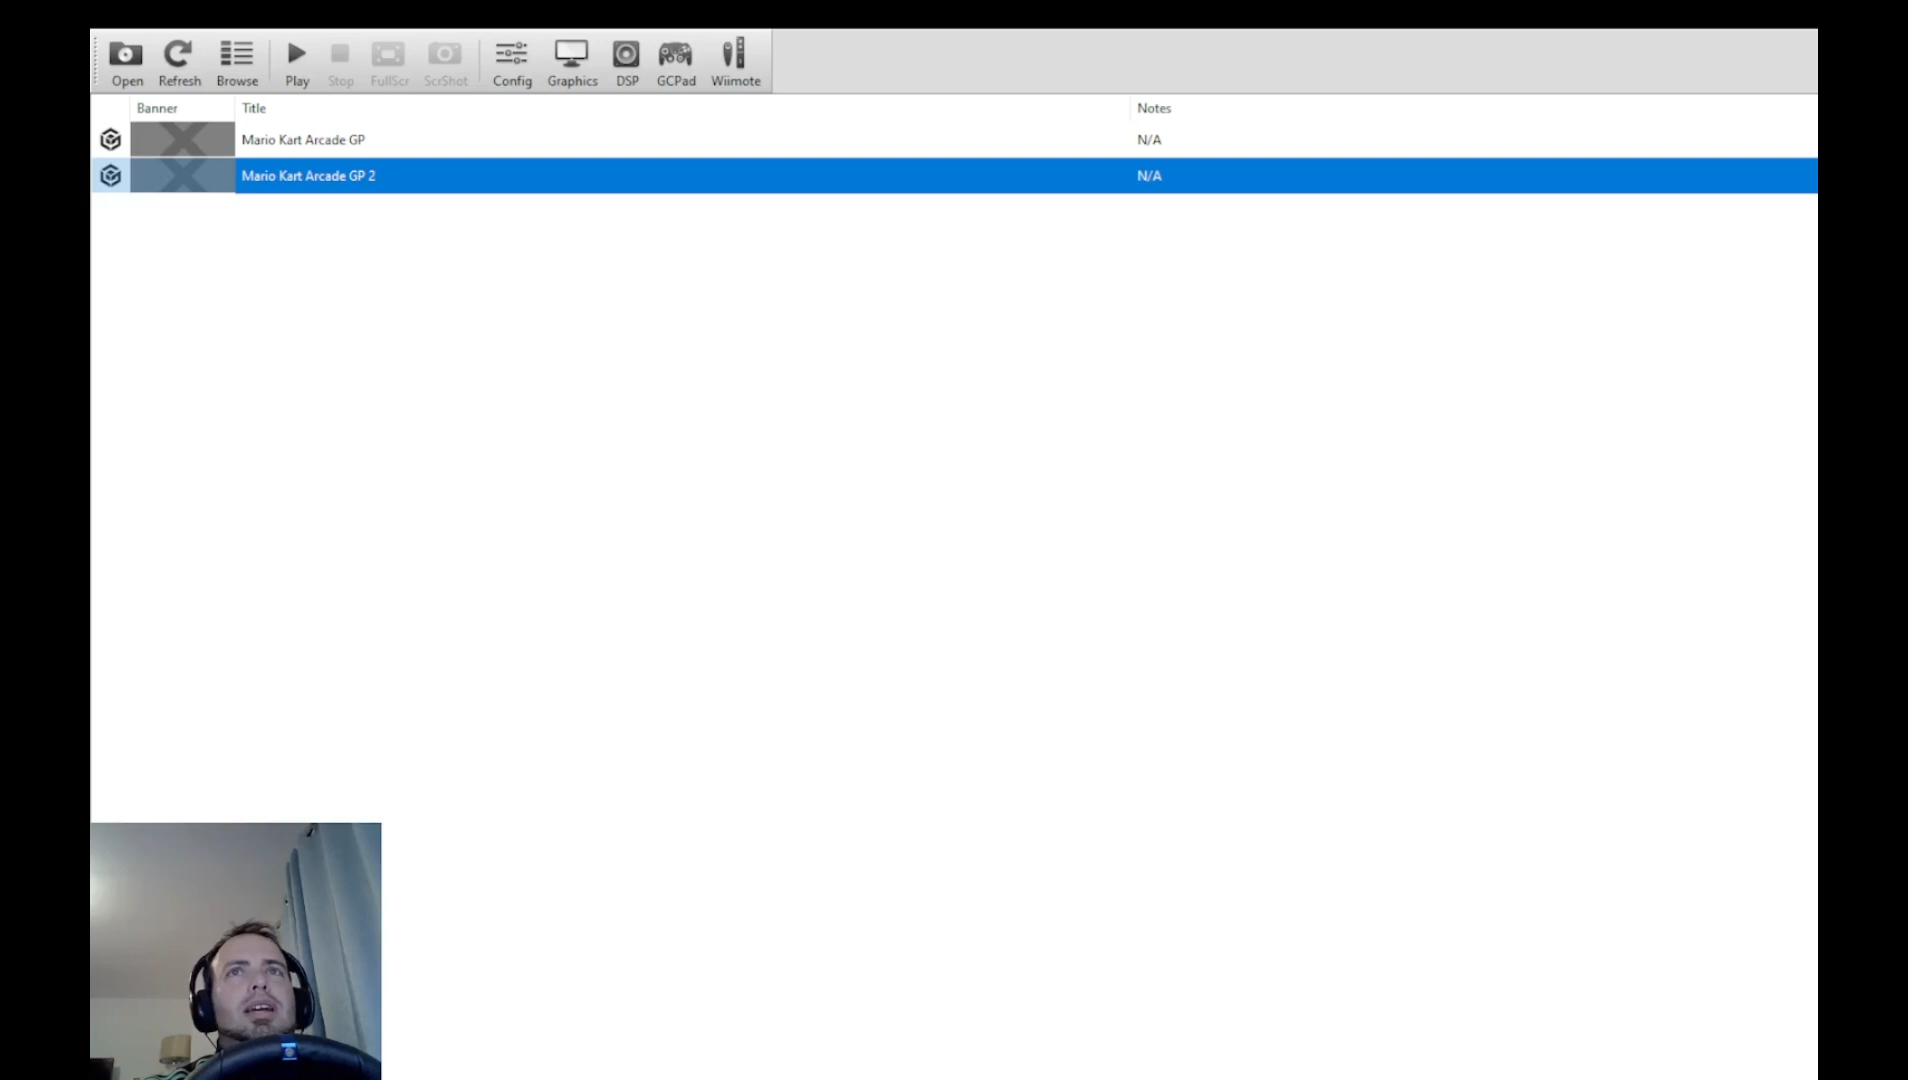 Open Refresh Browse Play Stop FullScr ScrShot Config Graphics DSP GCPad Wiimote
Banner Title Notes
Mario Kart Arcade GP N/A
Mario Kart Arcade GP 2 N/A